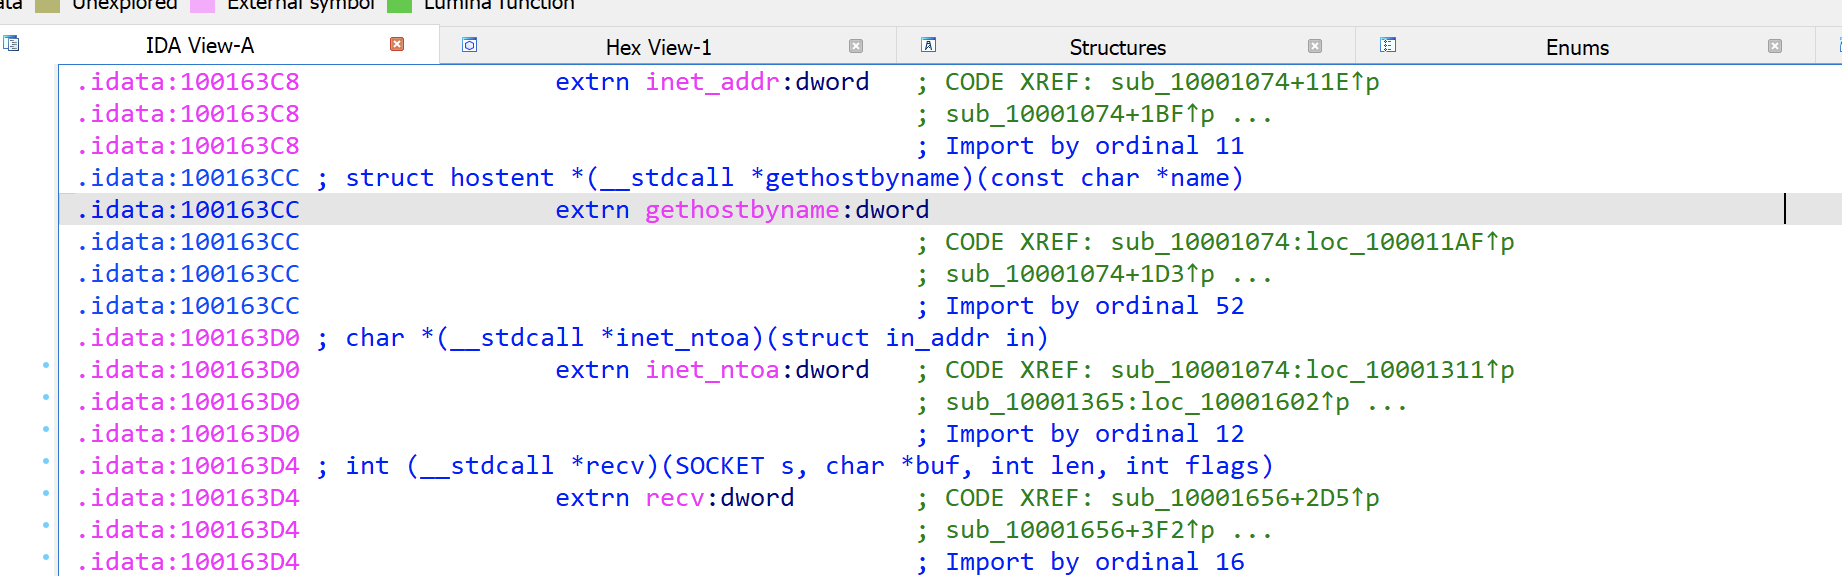 ata Unexplored External symbol Lumina function
IDA View-A Hex View-1 Structures Enums
.idata:100163C8 extrn inet_addr:dword ; CODE XREF: sub_10001074+11E↑p
.idata:100163C8 ; sub_10001074+1BF↑p ...
.idata:100163C8 ; Import by ordinal 11
.idata:100163CC ; struct hostent *(__stdcall *gethostbyname)(const char *name)
.idata:100163CC extrn gethostbyname:dword
.idata:100163CC ; CODE XREF: sub_10001074:loc_100011AF↑p
.idata:100163CC ; sub_10001074+1D3↑p ...
.idata:100163CC ; Import by ordinal 52
.idata:100163D0 ; char *(__stdcall *inet_ntoa)(struct in_addr in)
.idata:100163D0 extrn inet_ntoa:dword ; CODE XREF: sub_10001074:loc_10001311↑p
.idata:100163D0 ; sub_10001365:loc_10001602↑p ...
.idata:100163D0 ; Import by ordinal 12
.idata:100163D4 ; int (__stdcall *recv)(SOCKET s, char *buf, int len, int flags)
.idata:100163D4 extrn recv:dword ; CODE XREF: sub_10001656+2D5↑p
.idata:100163D4 ; sub_10001656+3F2↑p ...
.idata:100163D4 ; Import by ordinal 16